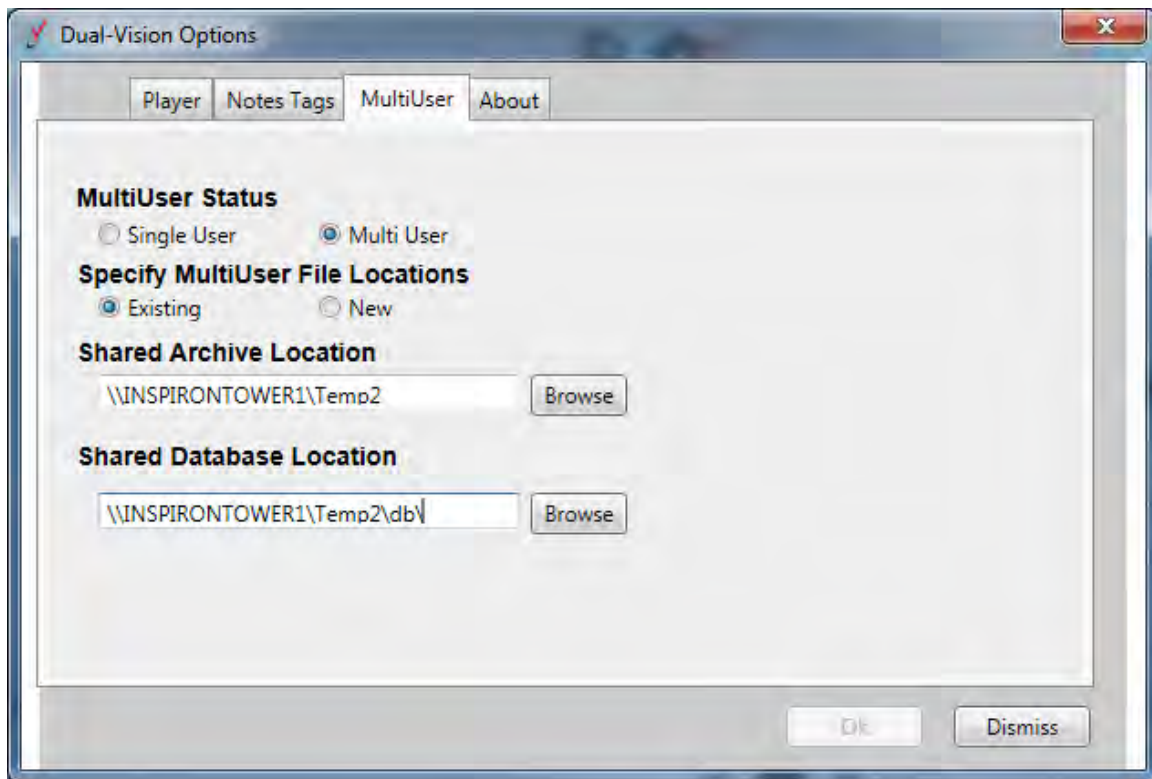 Dual-Vision Options
Player Notes Tags MultiUser About
MultiUser Status
Single User Multi User
Specify MultiUser File Locations
Existing New
Shared Archive Location
\\INSPIRONTOWER1\Temp2 Browse
Shared Database Location
\\INSPIRONTOWER1\Temp2\db\ Browse
Ok Dismiss